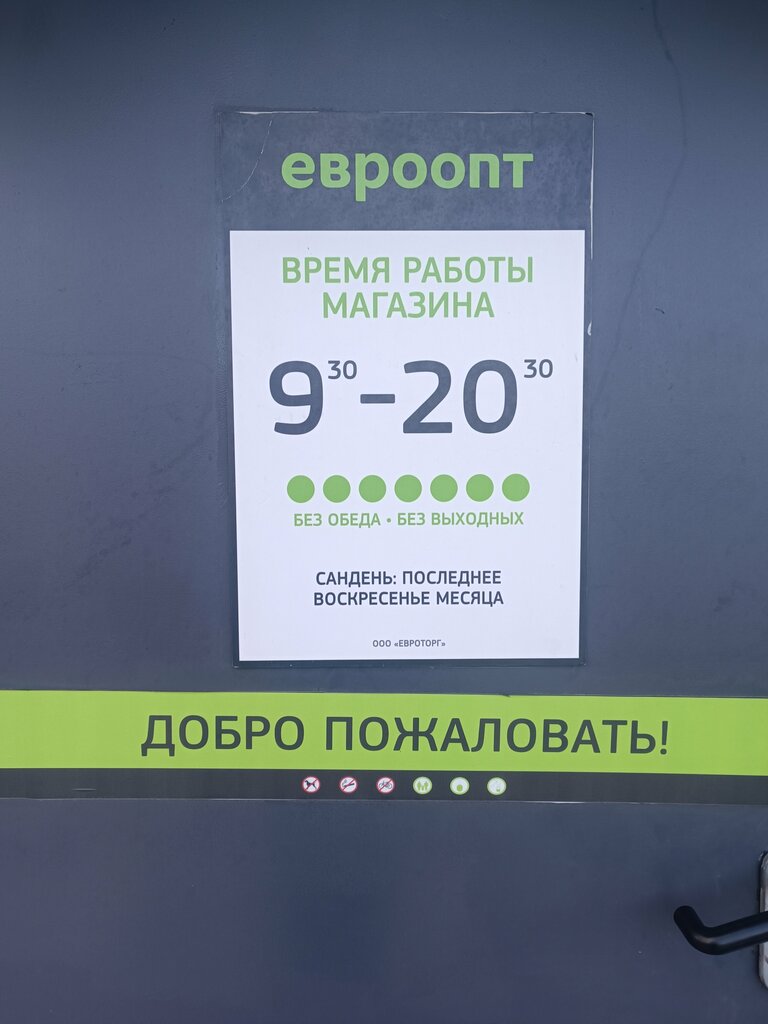 евроопт
ВРЕМЯ РАБОТЫ
МАГАЗИНА
9³⁰-20³⁰
БЕЗ ОБЕДА • БЕЗ ВЫХОДНЫХ
САНДЕНЬ: ПОСЛЕДНЕЕ
ВОСКРЕСЕНЬЕ МЕСЯЦА
ООО «ЕВРОТОРГ»
ДОБРО ПОЖАЛОВАТЬ!